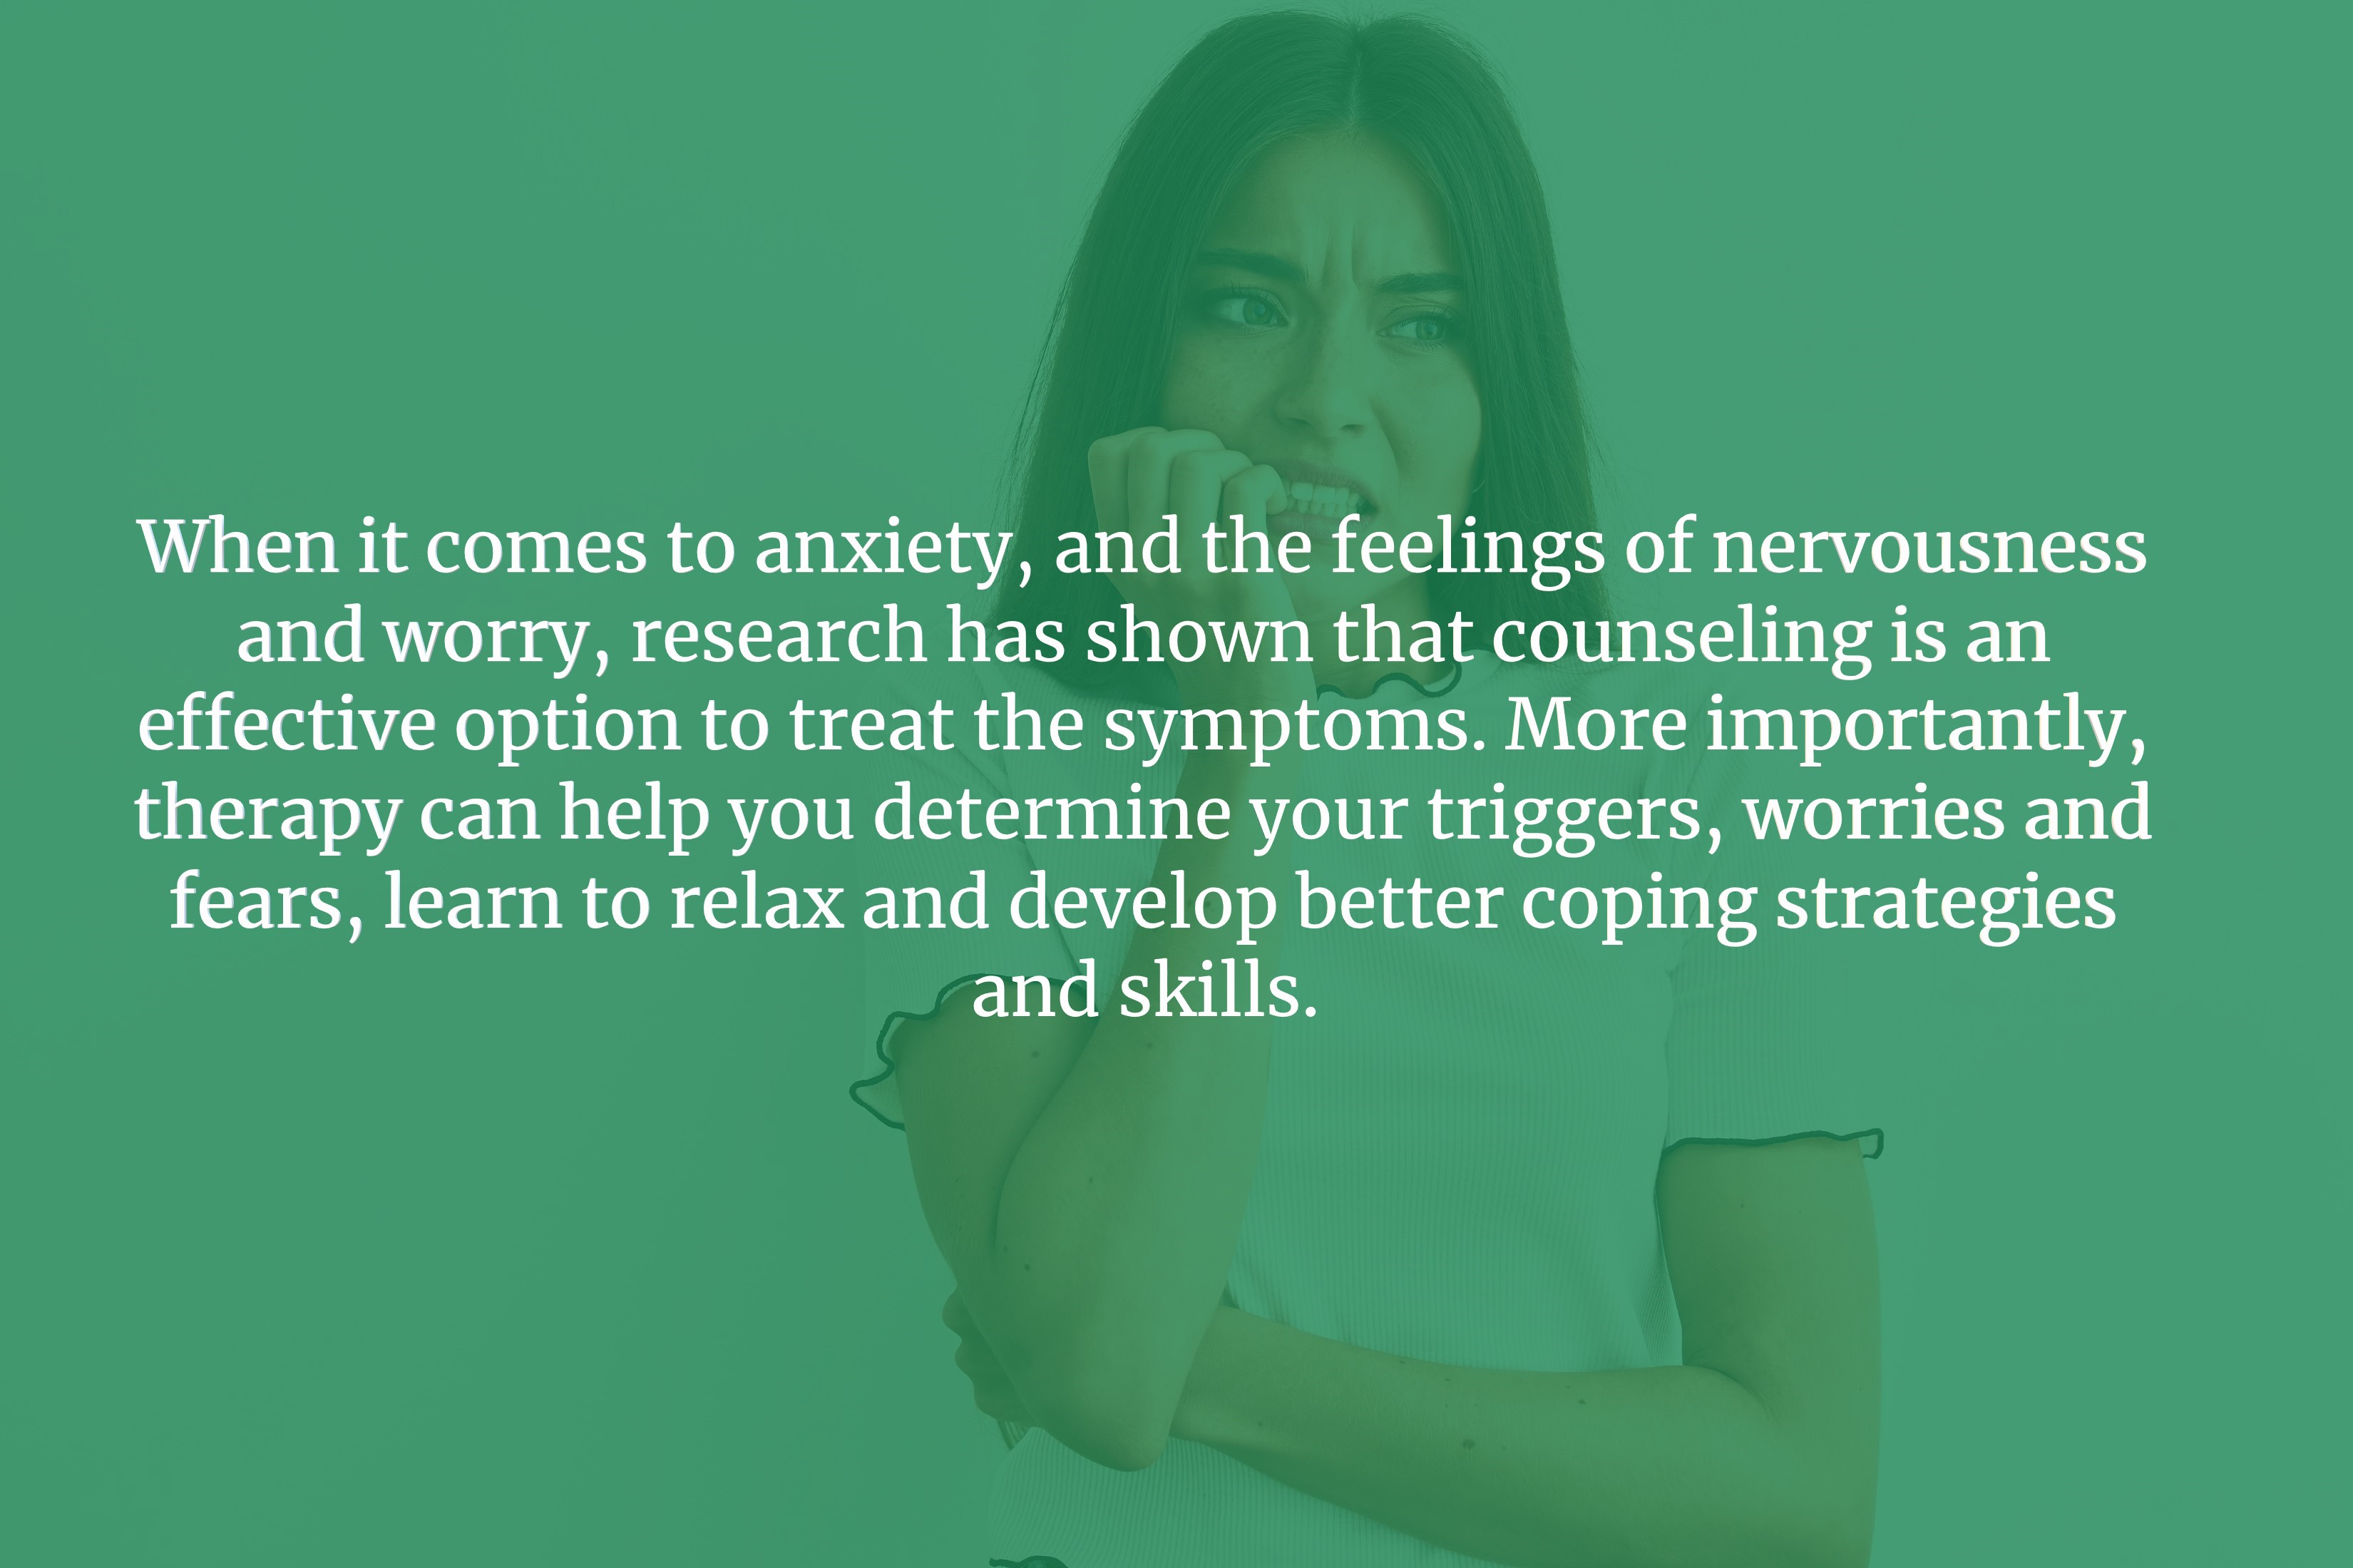 When it comes to anxiety, and the feelings of nervousness
and worry, research has shown that counseling is an
effective option to treat the symptoms. More importantly,
therapy can help you determine your triggers, worries and
fears, learn to relax and develop better coping strategies
and skills.